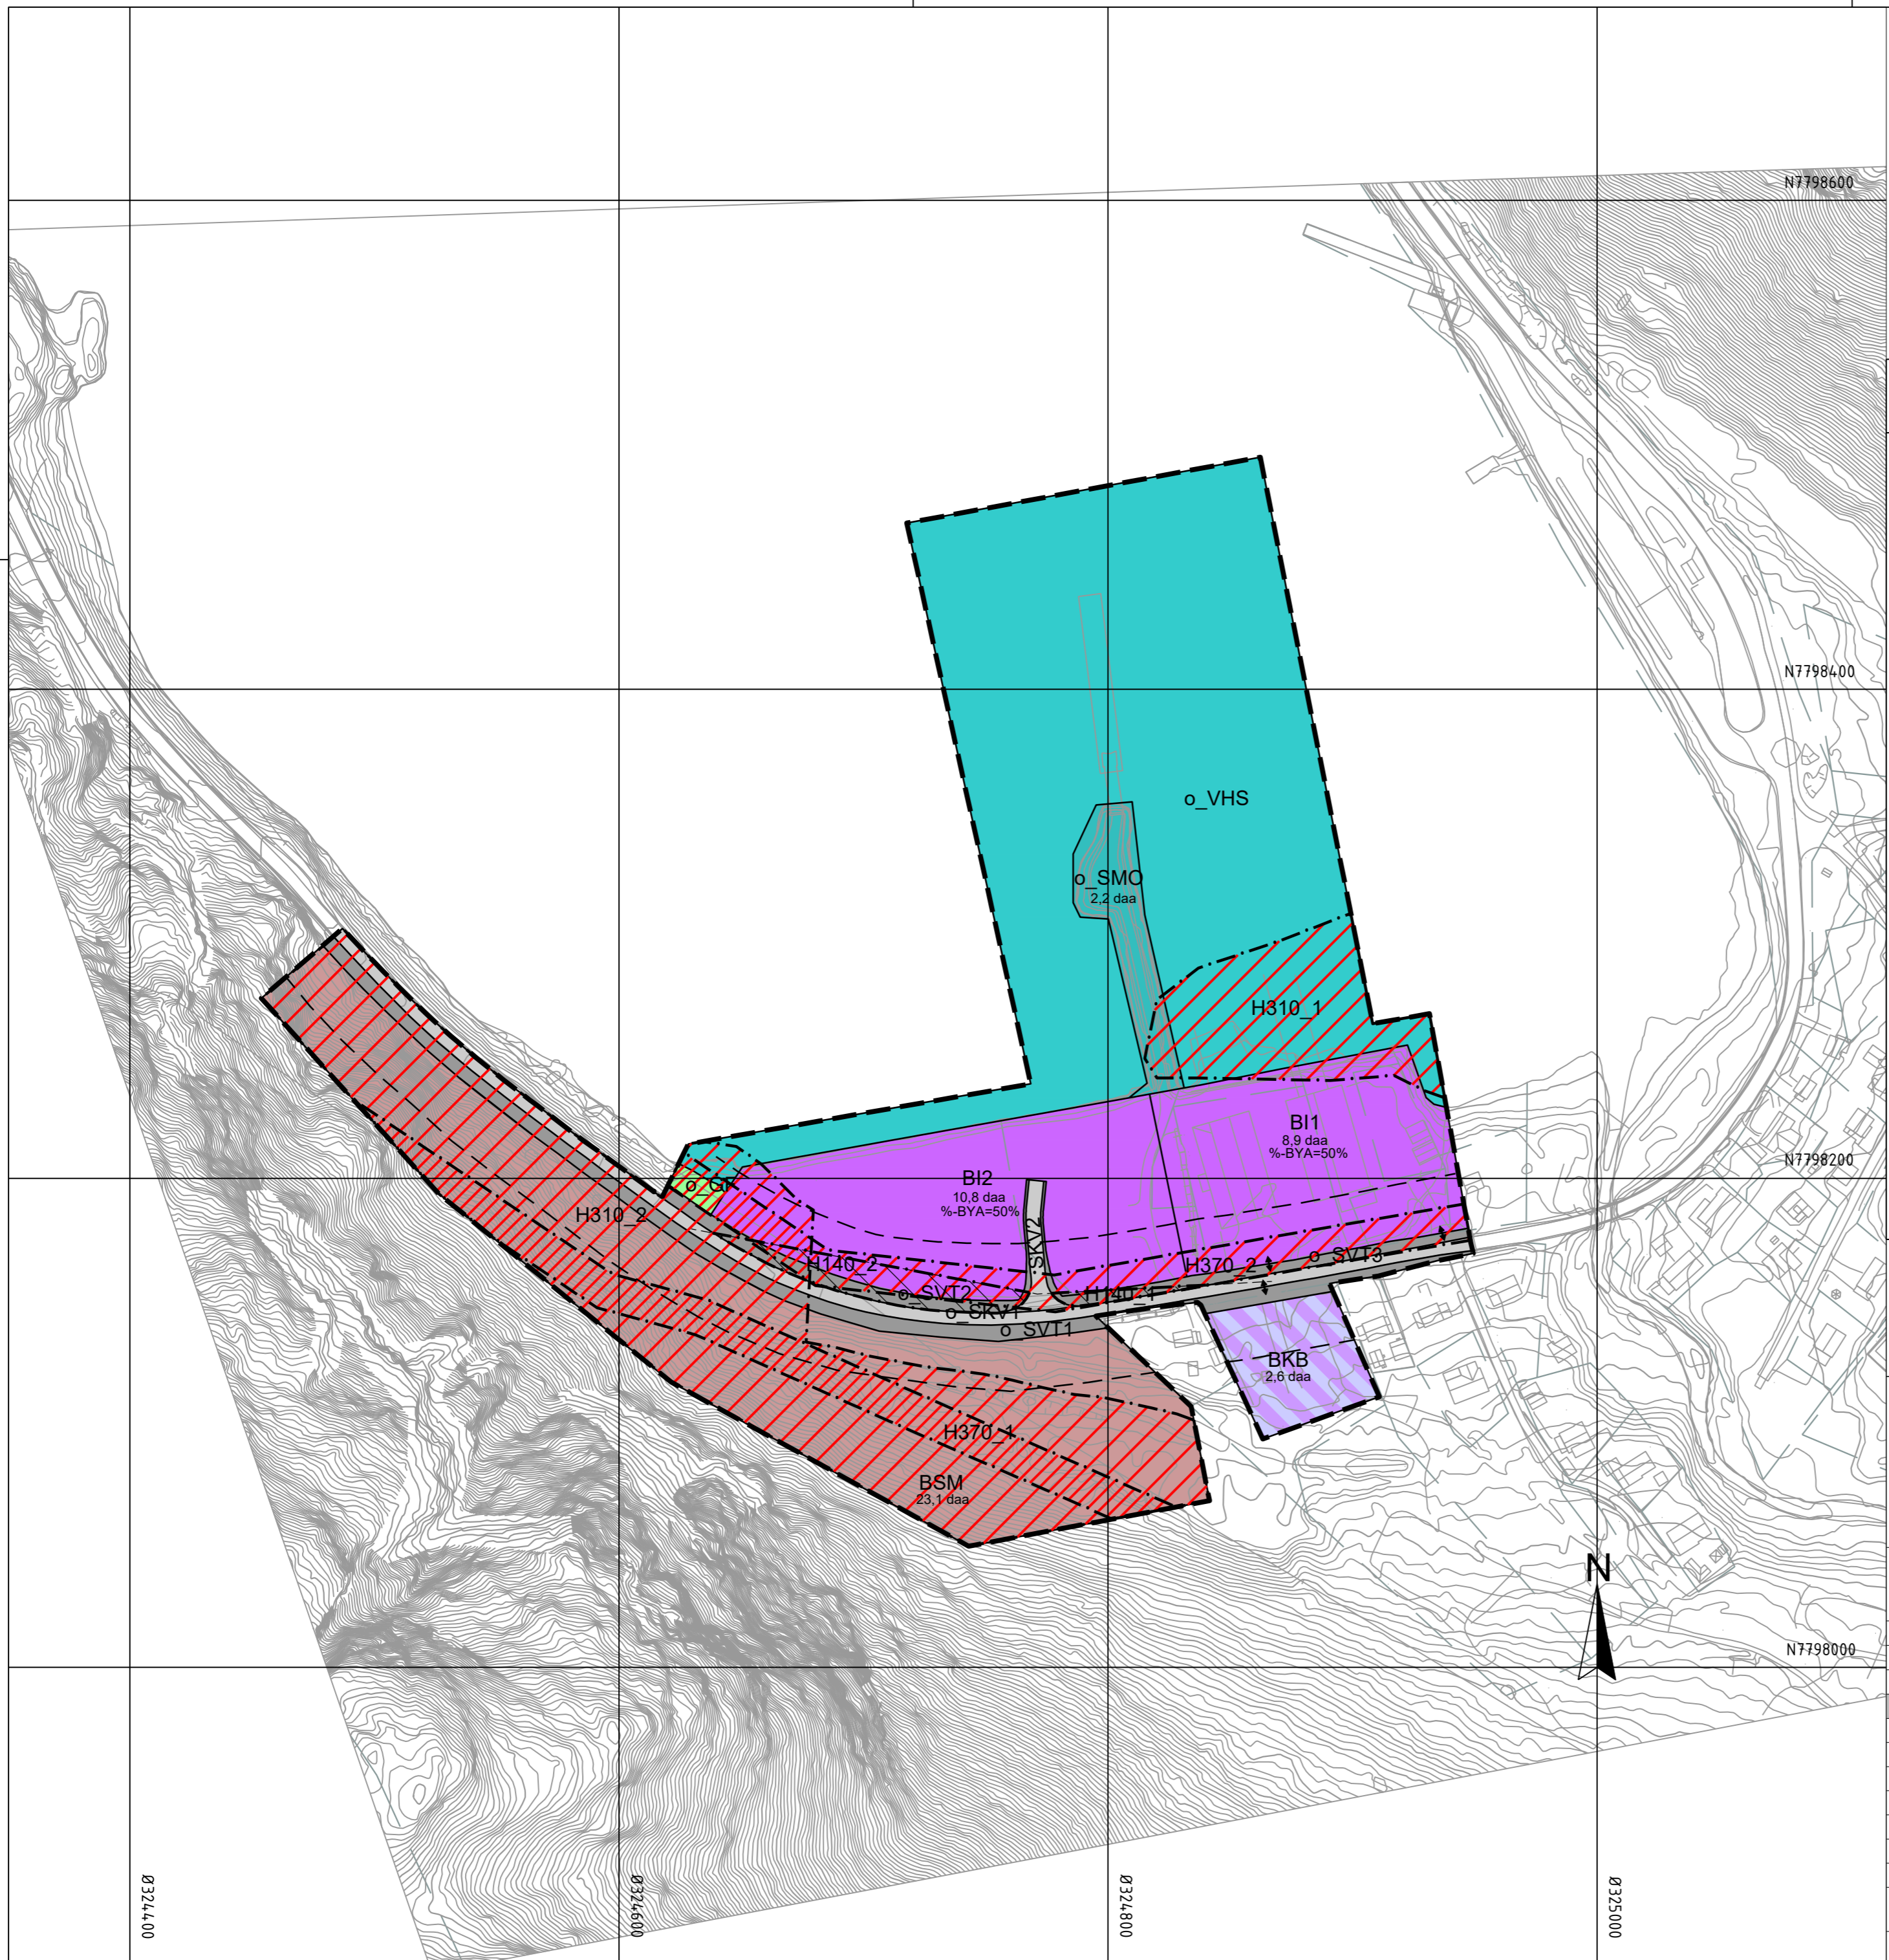 N7798600
N7798400
o_VHS
o_SMO
2,2 daa
H310_1
BI1
8,9 daa
%-BYA=50%
N7798200
BI2
10,8 daa
%-BYA=50%
H310_2
SKV2
H140_2
H370_2
o_SVT3
o_SVT2
H140_1
o_SKV1
o_SVT1
BKB
2,6 daa
H370_1
BSM
23,1 daa
N
N7798000
Ø324400
Ø324600
Ø324800
Ø325000